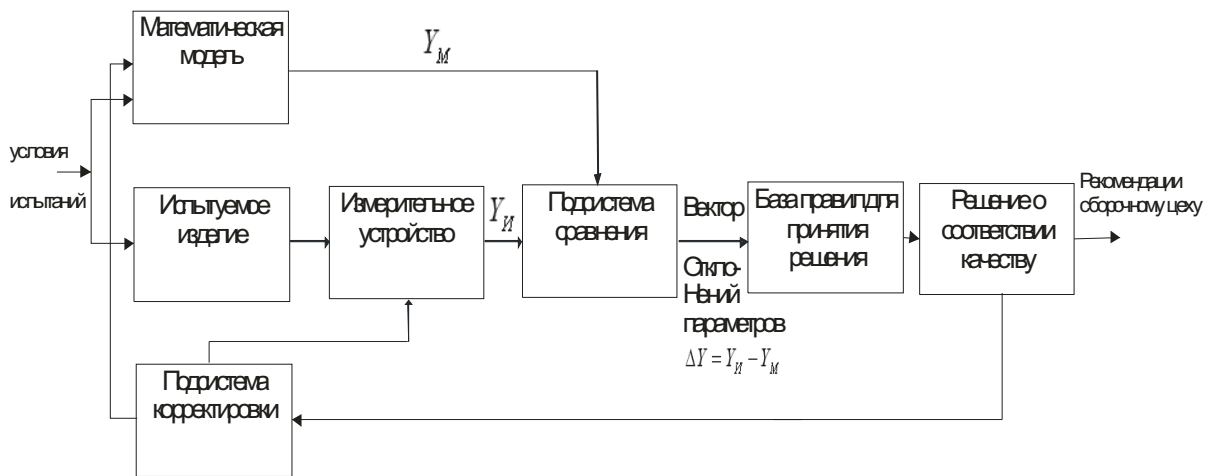 Математическая
модель
Y_M
условия
испытаний
Испытуемое
изделие
Измерительное
устройство
Y_И
Подсистема
сравнения
Вектор
Откло-
Нений
параметров
ΔY = Y_И − Y_M
База правил для
принятия
решения
Решение о
соответствии
качеству
Рекомендации
сборочному цеху
Подсистема
корректировки